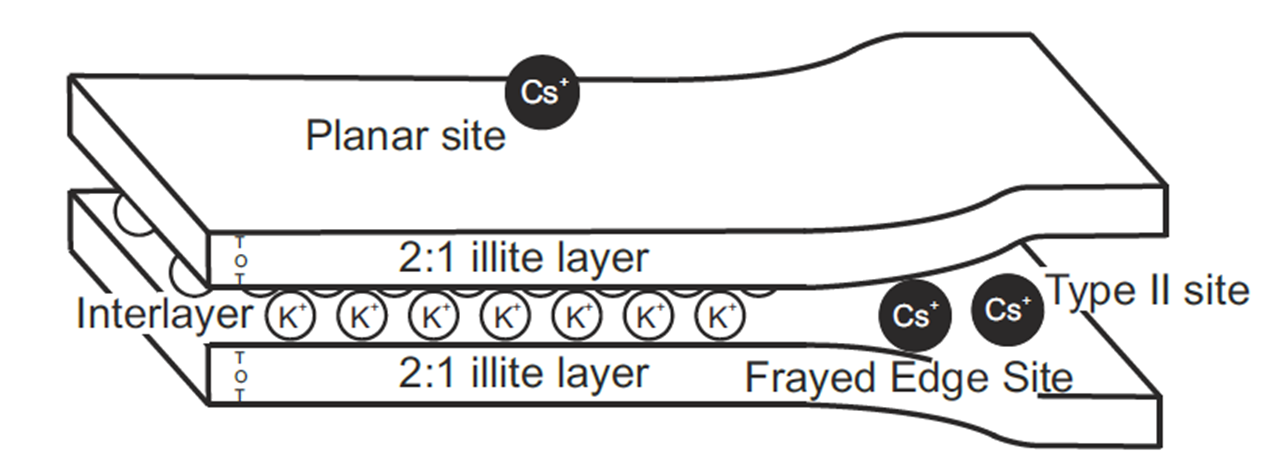 Cs⁺
Planar site
T
O
T
2:1 illite layer
Interlayer
K⁺ K⁺ K⁺ K⁺ K⁺ K⁺ K⁺
Cs⁺
Cs⁺
Type II site
T
O
T
2:1 illite layer
Frayed Edge Site